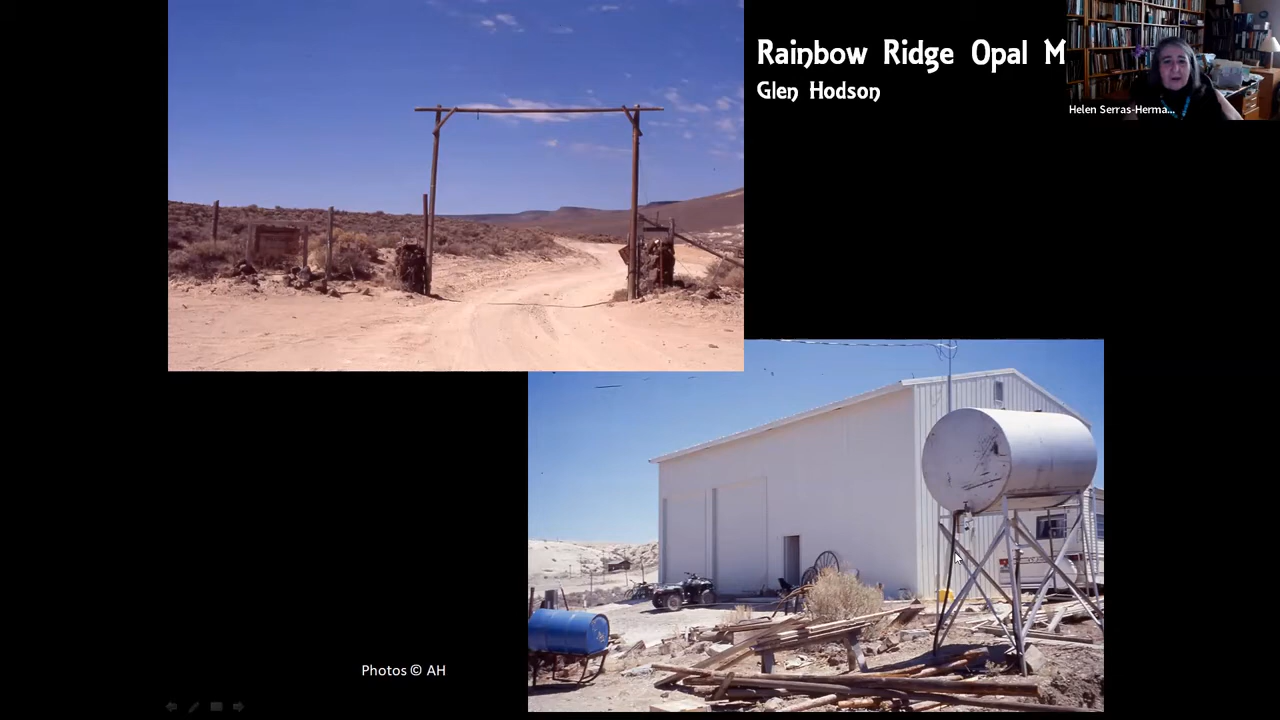 Rainbow Ridge Opal M
Glen Hodson
Helen Serras-Herma...
Photos © AH